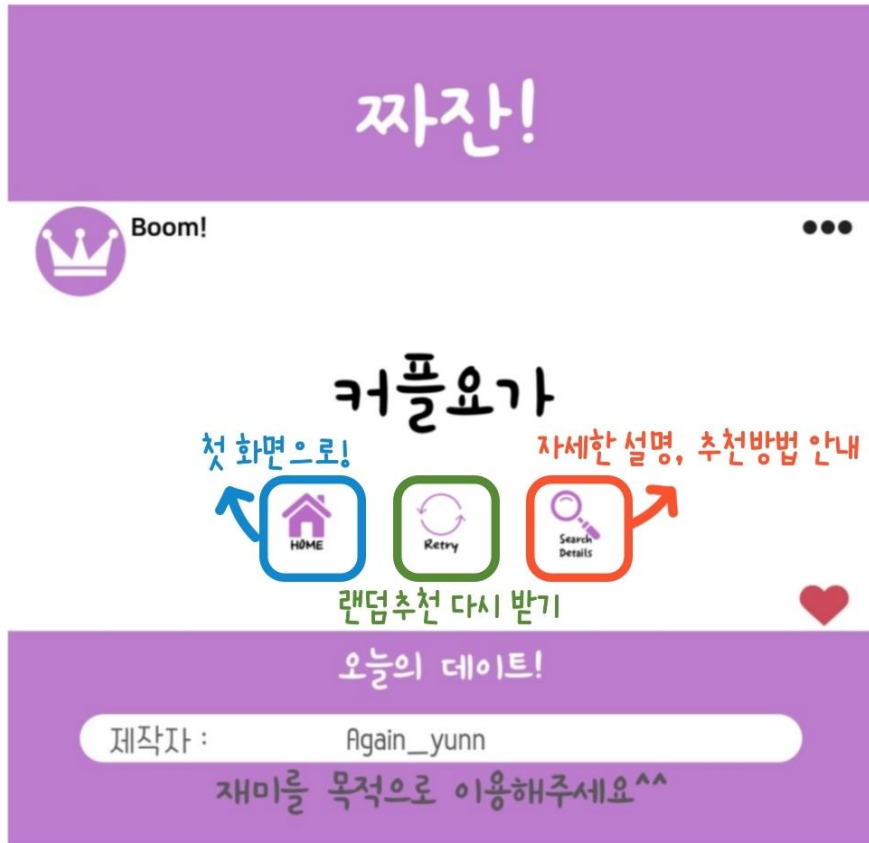 짜잔!
Boom!
커플요가
첫 화면으로!
자세한 설명, 추천방법 안내
HOME
Retry
Search
Details
랜덤추천 다시 받기
오늘의 데이트!
제작자 : Again__yunn
재미를 목적으로 이용해주세요^^